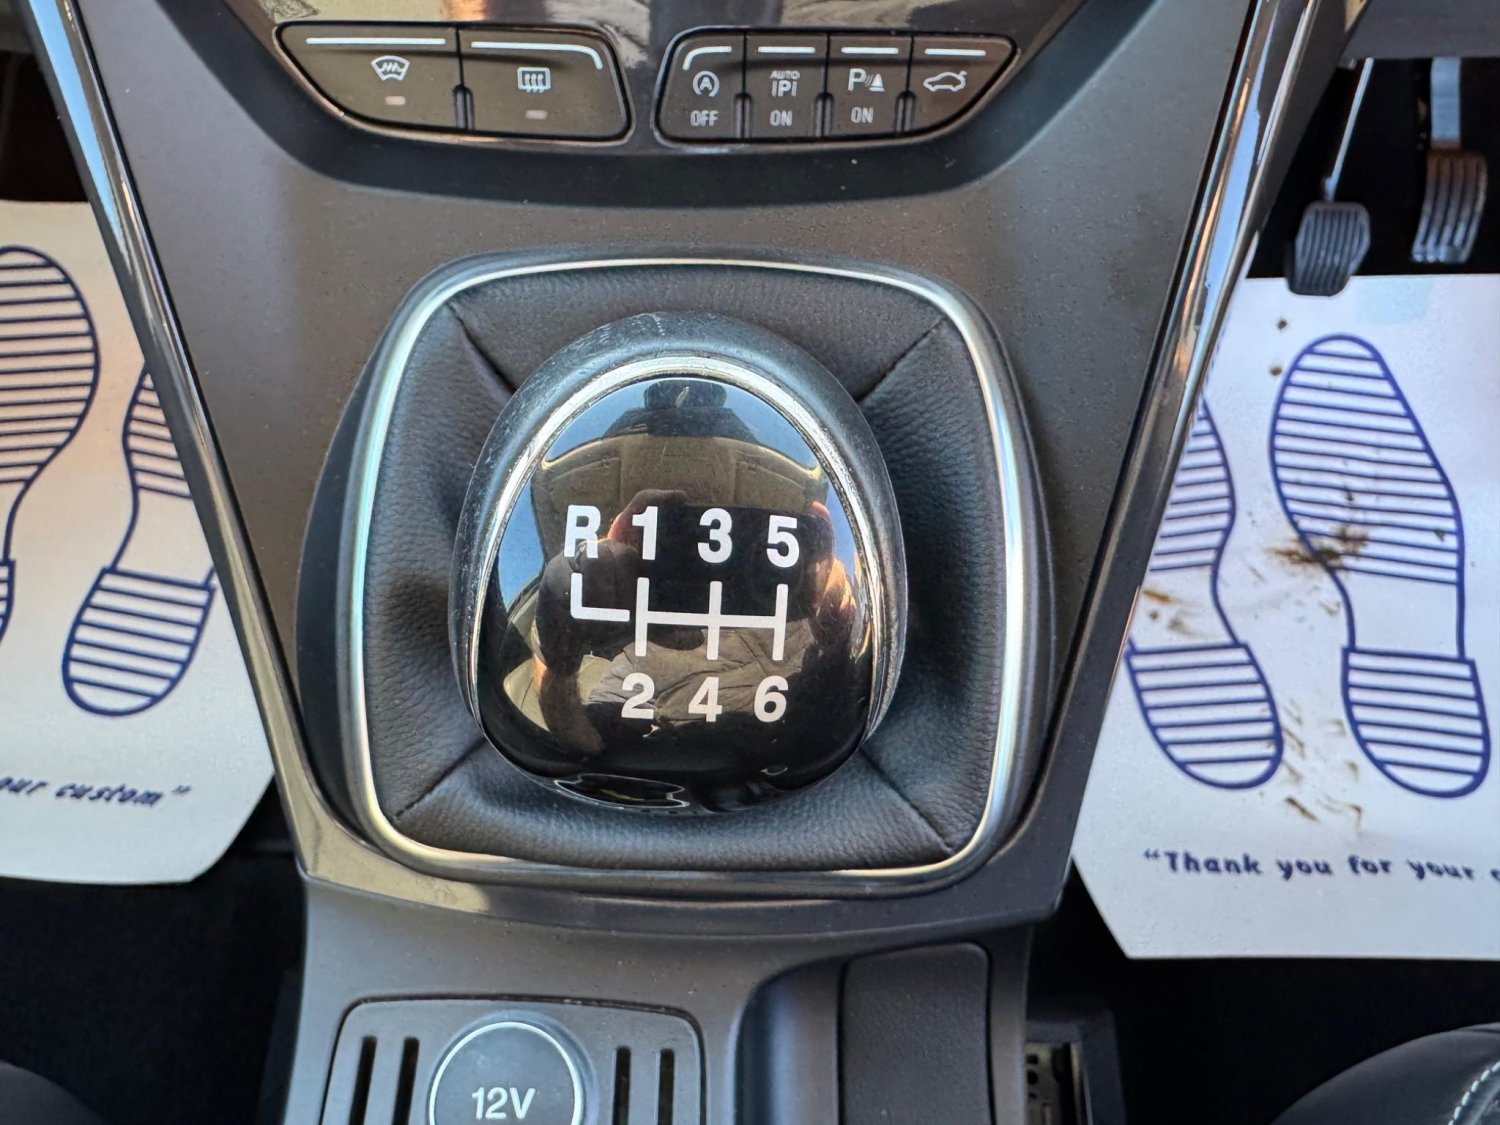 A
OFF
AUTO
P
ON
P
ON
R 1 3 5
2 4 6
our custom"
"Thank you for your
12V